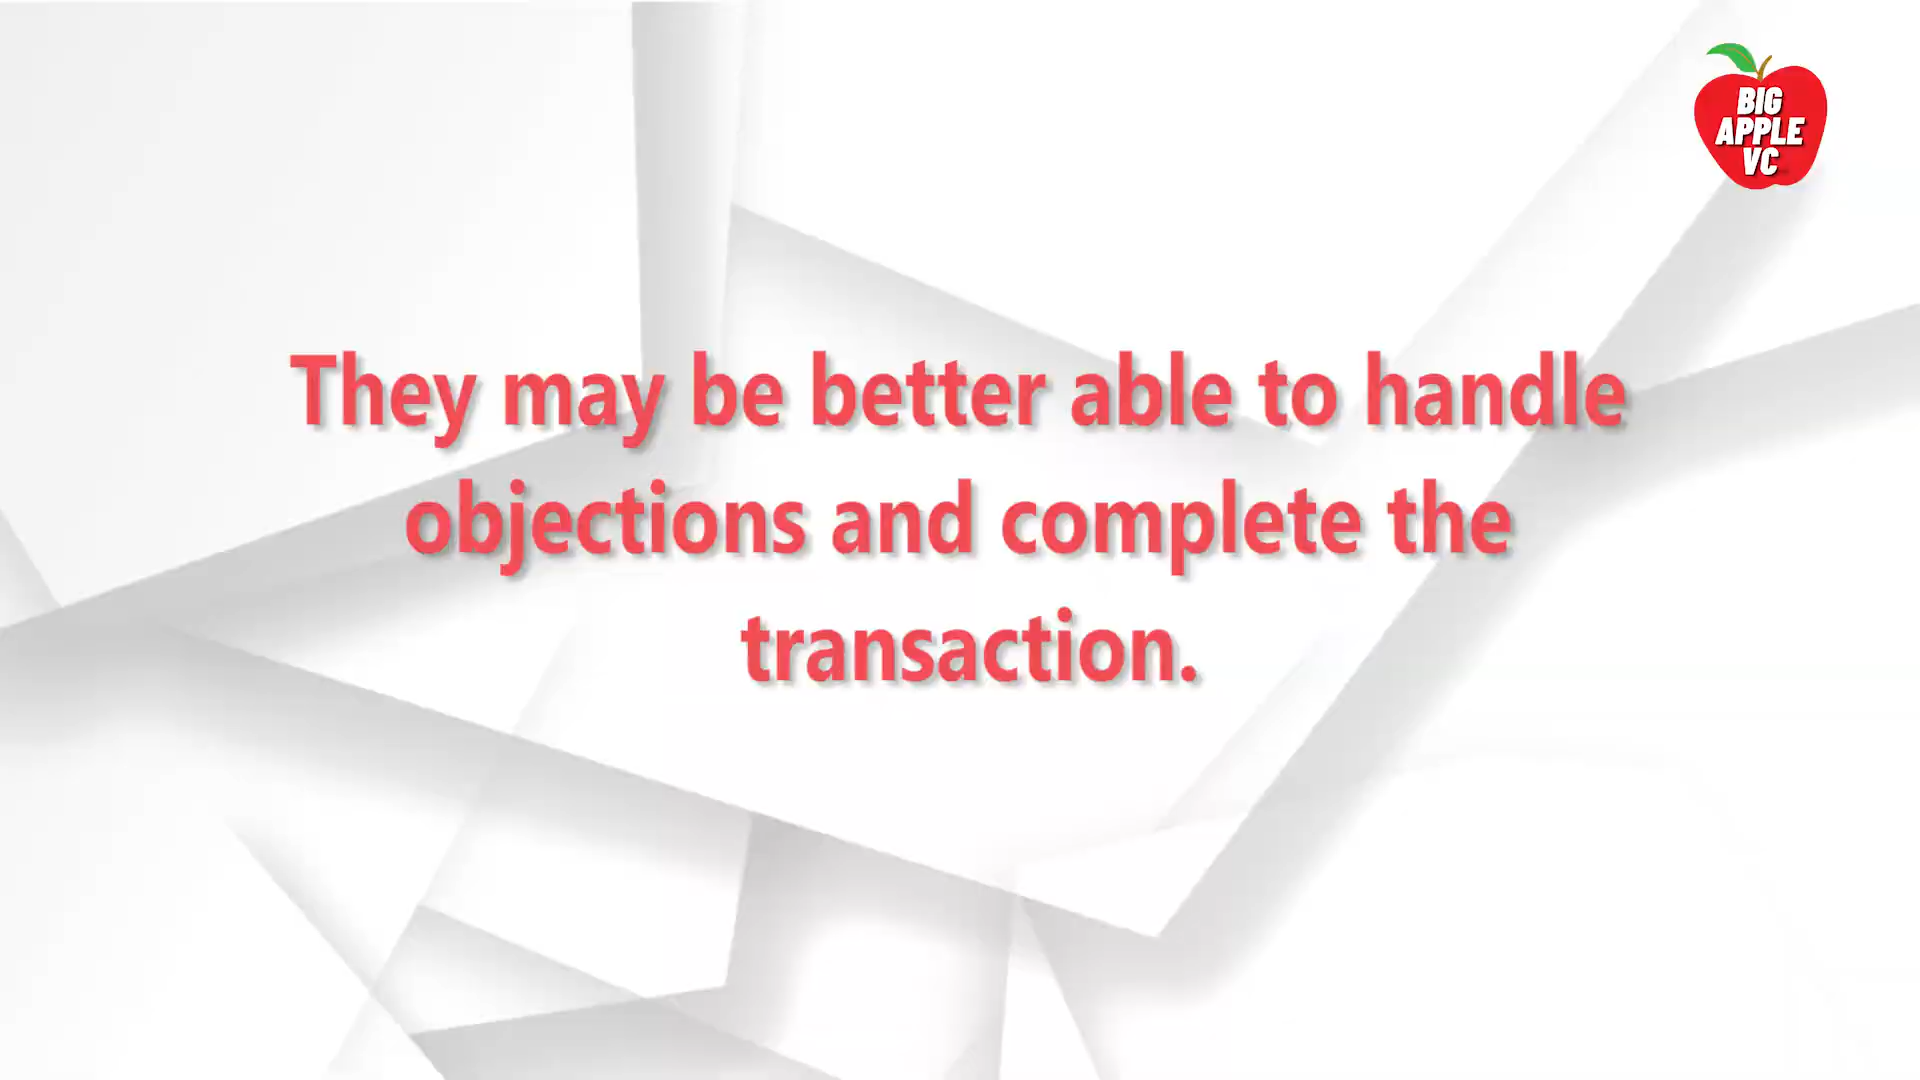 BIG
APPLE
VC
They may be better able to handle
objections and complete the
transaction.